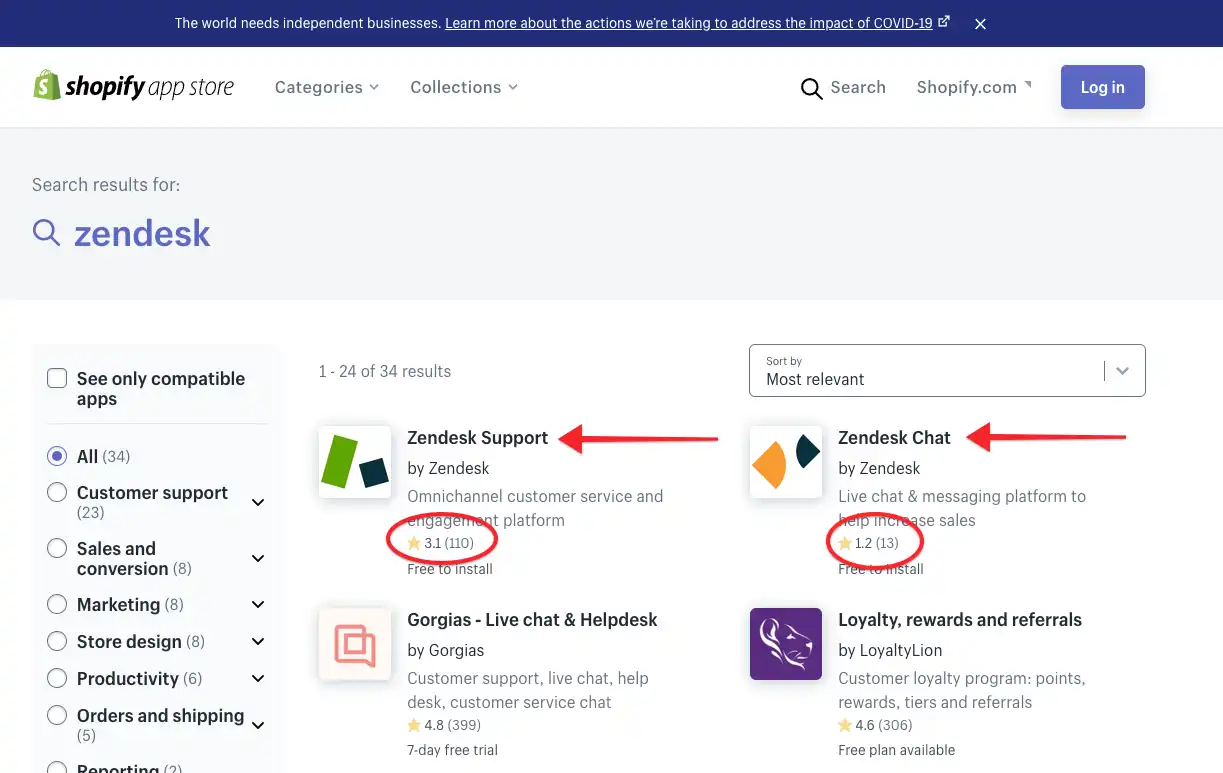 The world needs independent businesses. Learn more about the actions we're taking to address the impact of COVID-19
shopify app store
Categories
Collections
Search
Shopify.com
Log in
Search results for:
zendesk
See only compatible
apps
All (34)
Customer support
(23)
Sales and
conversion (8)
Marketing (8)
Store design (8)
Productivity (6)
Orders and shipping
(5)
Reporting (2)
1 - 24 of 34 results
Sort by
Most relevant
Zendesk Support
by Zendesk
Omnichannel customer service and
engagement platform
3.1 (110)
Free to install
Zendesk Chat
by Zendesk
Live chat & messaging platform to
help increase sales
1.2 (13)
Free to install
Gorgias - Live chat & Helpdesk
by Gorgias
Customer support, live chat, help
desk, customer service chat
4.8 (399)
7-day free trial
Loyalty, rewards and referrals
by LoyaltyLion
Customer loyalty program: points,
rewards, tiers and referrals
4.6 (306)
Free plan available